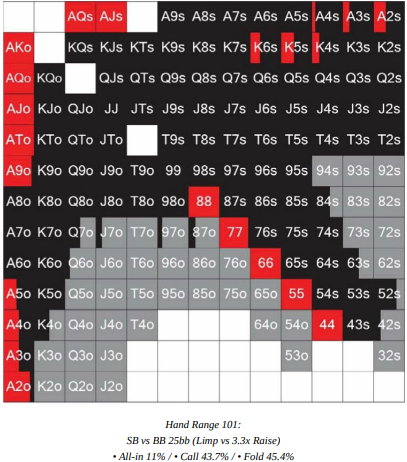 AQs AJs A9s A8s A7s A6s A5s A4s A3s A2s
AKo KQs KJs KTs K9s K8s K7s K6s K5s K4s K3s K2s
AQo KQo QJs QTs Q9s Q8s Q7s Q6s Q5s Q4s Q3s Q2s
AJo KJo QJo JJ JTs J9s J8s J7s J6s J5s J4s J3s J2s
ATo KTo QTo JTo T9s T8s T7s T6s T5s T4s T3s T2s
A9o K9o Q9o J9o T9o 99 98s 97s 96s 95s 94s 93s 92s
A8o K8o Q8o J8o T8o 98o 88 87s 86s 85s 84s 83s 82s
A7o K7o Q7o J7o T7o 97o 87o 77 76s 75s 74s 73s 72s
A6o K6o Q6o J6o T6o 96o 86o 76o 66 65s 64s 63s 62s
A5o K5o Q5o J5o T5o 95o 85o 75o 65o 55 54s 53s 52s
A4o K4o Q4o J4o T4o 64o 54o 44 43s 42s
A3o K3o Q3o J3o 53o 32s
A2o K2o Q2o J2o
Hand Range 101:
SB vs BB 25bb (Limp vs 3.3x Raise)
• All-in 11% / • Call 43.7% / • Fold 45.4%